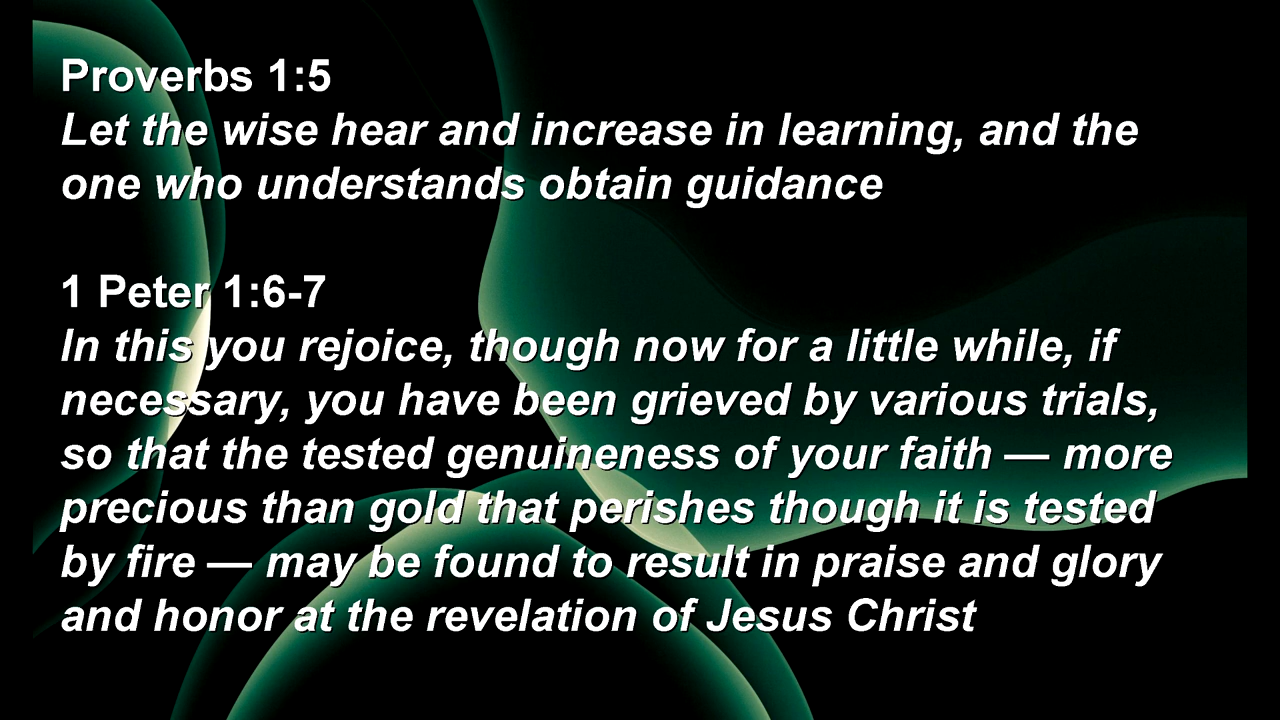 Proverbs 1:5
Let the wise hear and increase in learning, and the
one who understands obtain guidance
1 Peter 1:6-7
In this you rejoice, though now for a little while, if
necessary, you have been grieved by various trials,
so that the tested genuineness of your faith — more
precious than gold that perishes though it is tested
by fire — may be found to result in praise and glory
and honor at the revelation of Jesus Christ